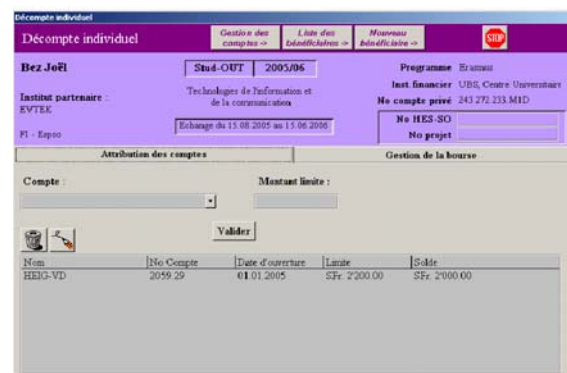 Décompte individuel
Décompte individuel
Gestion des comptes ->
Liste des bénéficiaires ->
Nouveau bénéficiaire ->
STOP
Bez Joël
Stud-OUT 2005/06
Programme Erasmus
Inst. financier UBS, Centre Universitaire
Institut partenaire :
EVTEK
Technologies de l'information et
de la communication
No compte privé 243 272.233.M1D
FI - Espoo
Echange du 15.08.2005 au 15.06.2006
No HES-SO
No projet
Attribution des comptes
Gestion de la bourse
Compte :
Montant limite :
Valider
Nom No Compte Date d'ouverture Limite Solde
HEIG-VD 2059.29 01.01.2005 SFr. 2'200.00 SFr. 2'000.00